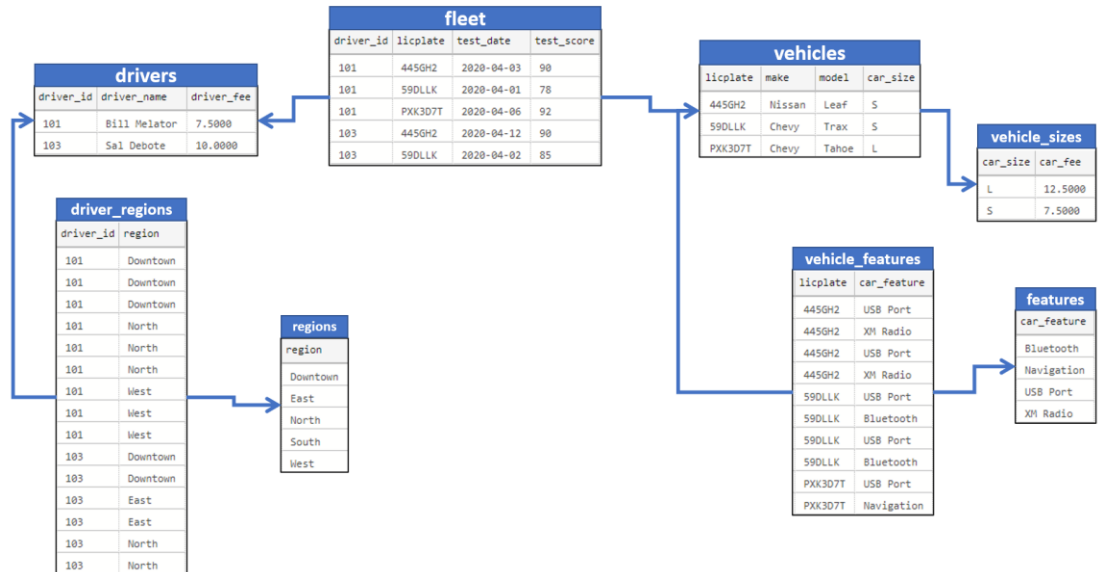 fleet
driver_id licplate test_date test_score
101 445GH2 2020-04-03 90
101 59DLLK 2020-04-01 78
101 PXK3D7T 2020-04-06 92
103 445GH2 2020-04-12 90
103 59DLLK 2020-04-02 85
drivers
driver_id driver_name driver_fee
101 Bill Melator 7.5000
103 Sal Debote 10.0000
vehicles
licplate make model car_size
445GH2 Nissan Leaf S
59DLLK Chevy Trax S
PXK3D7T Chevy Tahoe L
vehicle_sizes
car_size car_fee
L 12.5000
S 7.5000
driver_regions
driver_id region
101 Downtown
101 Downtown
101 Downtown
101 North
101 North
101 North
101 West
101 West
101 West
103 Downtown
103 Downtown
103 East
103 East
103 North
103 North
regions
region
Downtown
East
North
South
West
vehicle_features
licplate car_feature
445GH2 USB Port
445GH2 XM Radio
445GH2 USB Port
445GH2 XM Radio
59DLLK USB Port
59DLLK Bluetooth
59DLLK USB Port
59DLLK Bluetooth
PXK3D7T USB Port
PXK3D7T Navigation
features
car_feature
Bluetooth
Navigation
USB Port
XM Radio